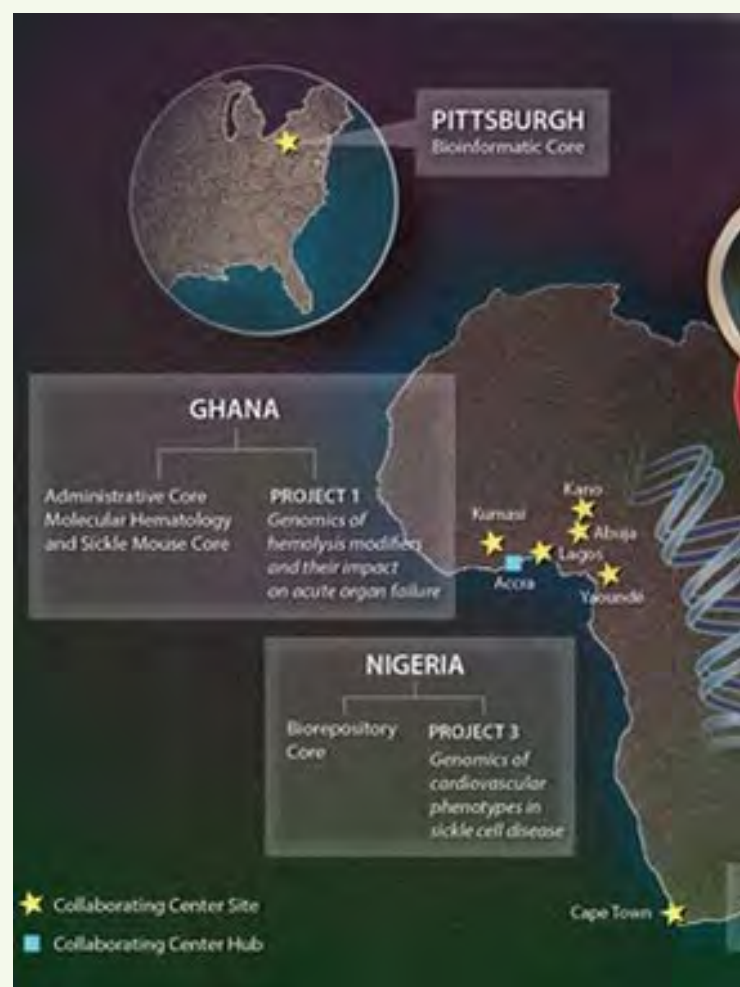 PITTSBURGH
Bioinformatic Core
GHANA
Administrative Core
Molecular Hematology
and Sickle Mouse Core
PROJECT 1
Genomics of
hemolysis modifiers
and their impact
on acute organ failure
Kano
Kumasi
Abuja
Lagos
Accra
Yaoundé
NIGERIA
Biorepository
Core
PROJECT 3
Genomics of
cardiovascular
phenotypes in
sickle cell disease
Collaborating Center Site
Collaborating Center Hub
Cape Town